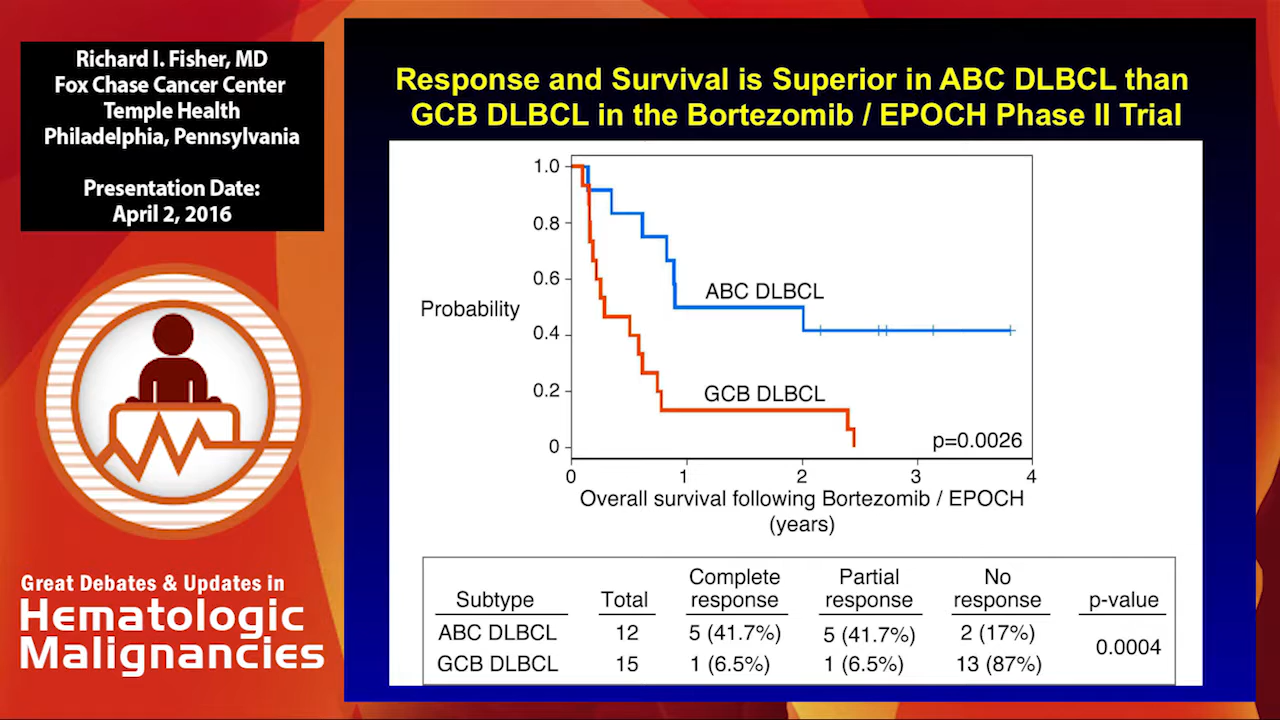 Richard I. Fisher, MD
Fox Chase Cancer Center
Temple Health
Philadelphia, Pennsylvania
Presentation Date:
April 2, 2016
Great Debates & Updates in
Hematologic
Malignancies
Response and Survival is Superior in ABC DLBCL than
GCB DLBCL in the Bortezomib / EPOCH Phase II Trial
1.0
0.8
0.6
0.4
0.2
0
Probability
ABC DLBCL
GCB DLBCL
p=0.0026
0 1 2 3 4
Overall survival following Bortezomib / EPOCH
(years)
Subtype Total Complete response Partial response No response p-value
ABC DLBCL 12 5 (41.7%) 5 (41.7%) 2 (17%) 0.0004
GCB DLBCL 15 1 (6.5%) 1 (6.5%) 13 (87%)